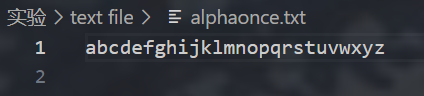 实验 > text file > alphaonce.txt
1 abcdefghijklmnopqrstuvwxyz
2